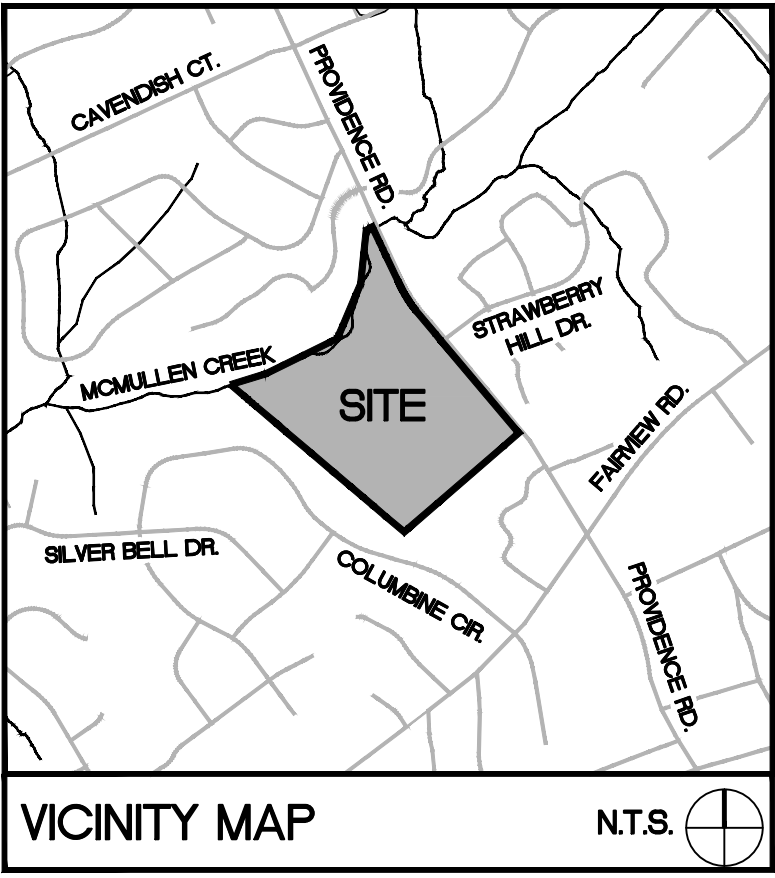 CAVENDISH CT.
PROVIDENCE RD.
STRAWBERRY
HILL DR.
MCMULLEN CREEK
SITE
FAIRVIEW RD.
SILVER BELL DR.
COLUMBINE CIR.
PROVIDENCE RD.
VICINITY MAP
N.T.S.